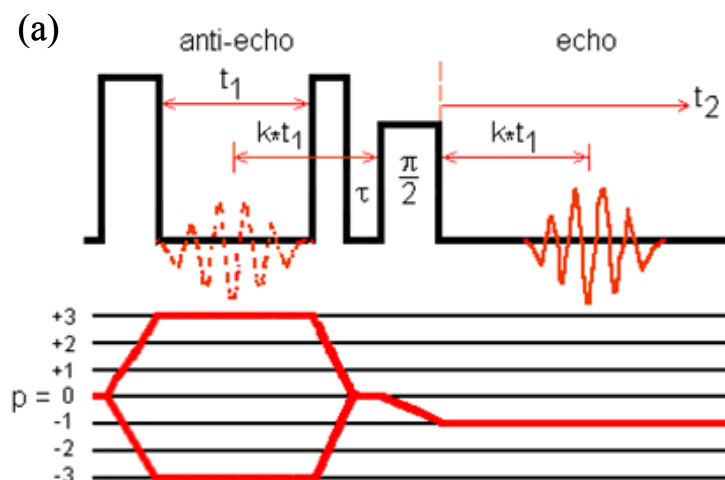 (a)
anti-echo echo
t1 t2
k*t1 k*t1
τ π/2
+3
+2
+1
p = 0
-1
-2
-3